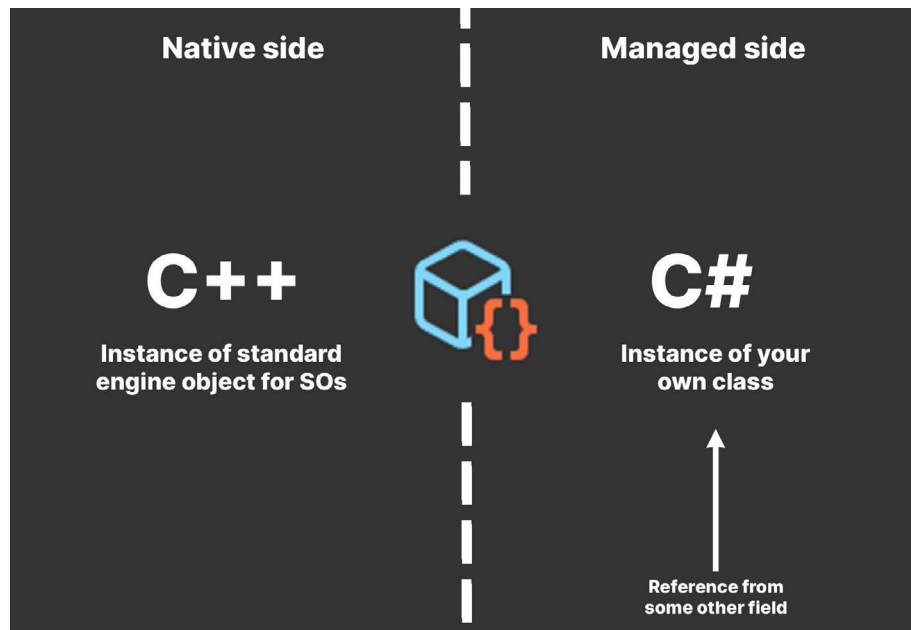 Native side
Managed side
C++
C#
Instance of standard
engine object for SOs
Instance of your
own class
{}
Reference from
some other field